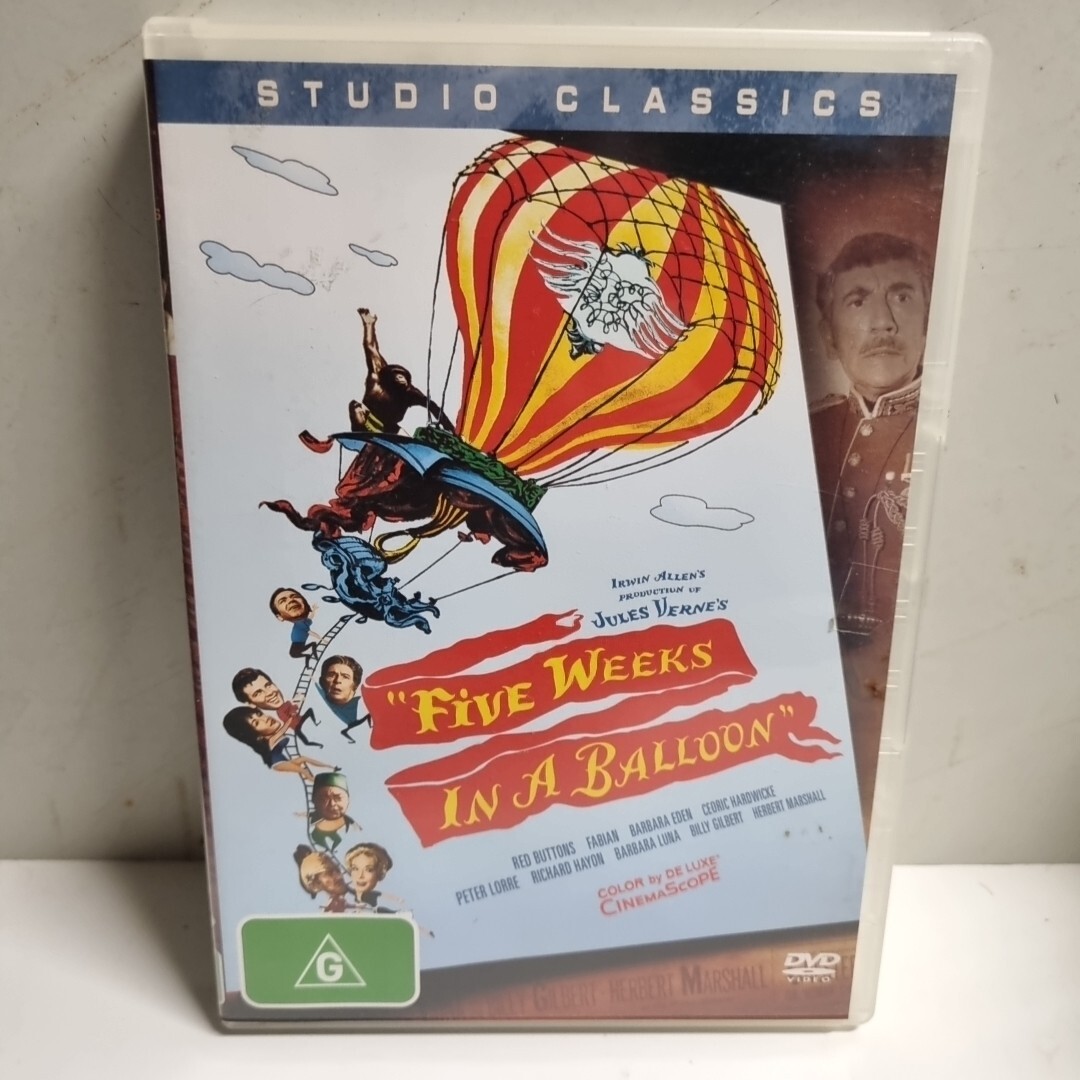 STUDIO CLASSICS
IRWIN ALLEN'S
PRODUCTION OF
JULES VERNE'S
"FIVE WEEKS
IN A BALLOON"
RED BUTTONS FABIAN BARBARA EDEN CEDRIC HARDWICKE
PETER LORRE RICHARD HAYON BARBARA LUNA BILLY GILBERT HERBERT MARSHALL
COLOR by DE LUXE
CINEMASCOPE
G
DVD
VIDEO
GILBERT · HERBERT MARSHALL